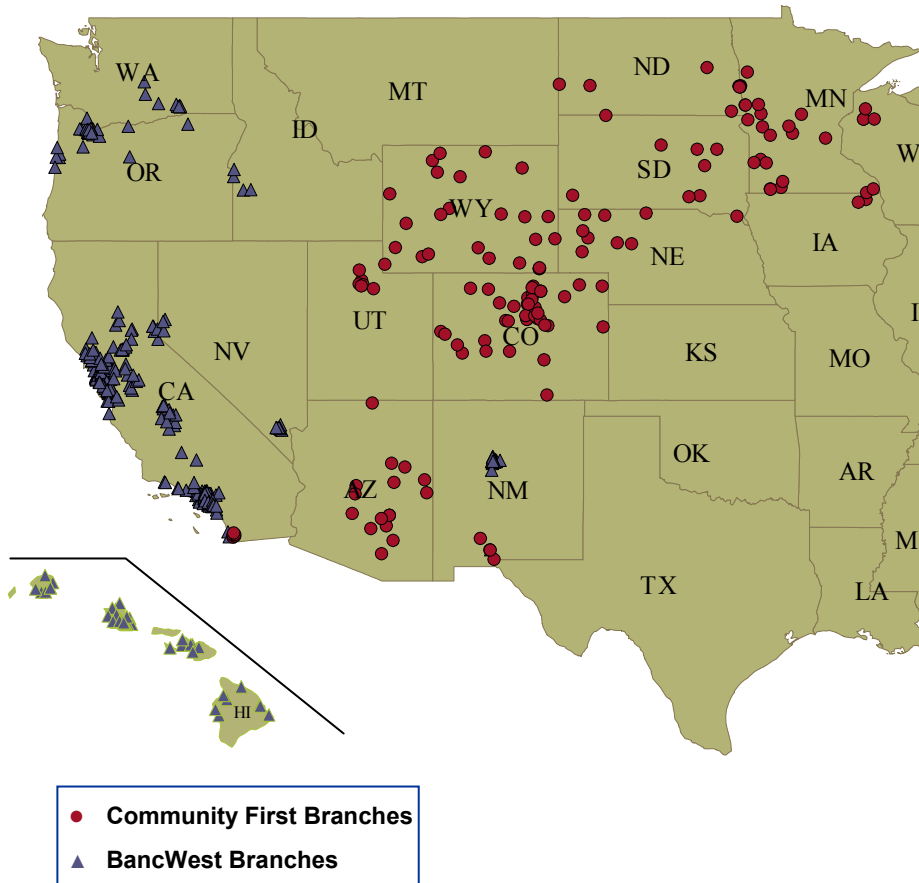 WA
ND
MT
MN
ID
OR
SD
W
WY
IA
NE
UT
CO
NV
KS
MO
CA
OK
AR
AZ
NM
M
TX
LA
HI
I
Community First Branches
BancWest Branches